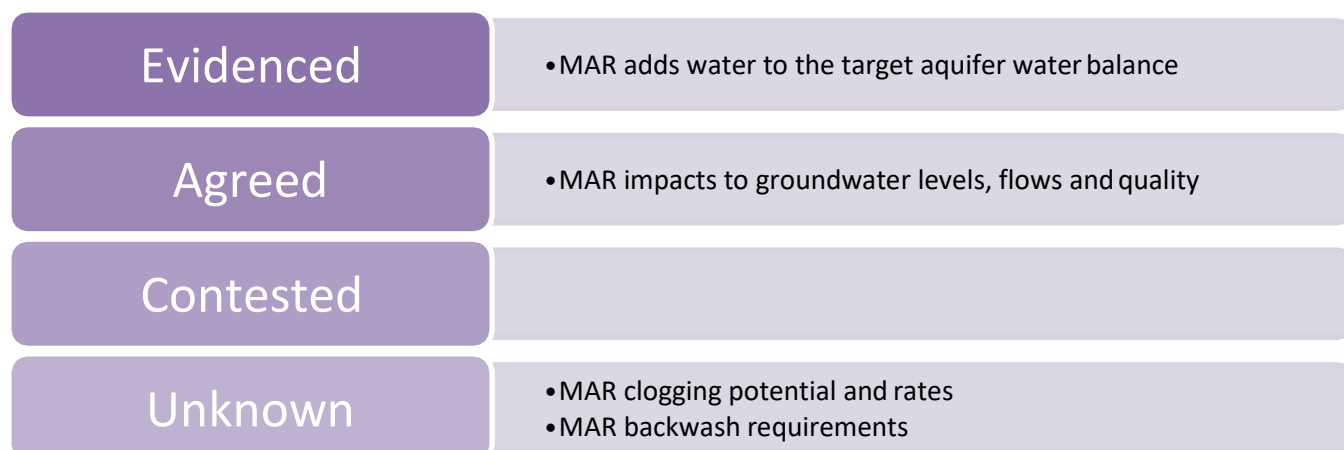 Evidenced
•MAR adds water to the target aquifer water balance
Agreed
•MAR impacts to groundwater levels, flows and quality
Contested
Unknown
•MAR clogging potential and rates
•MAR backwash requirements